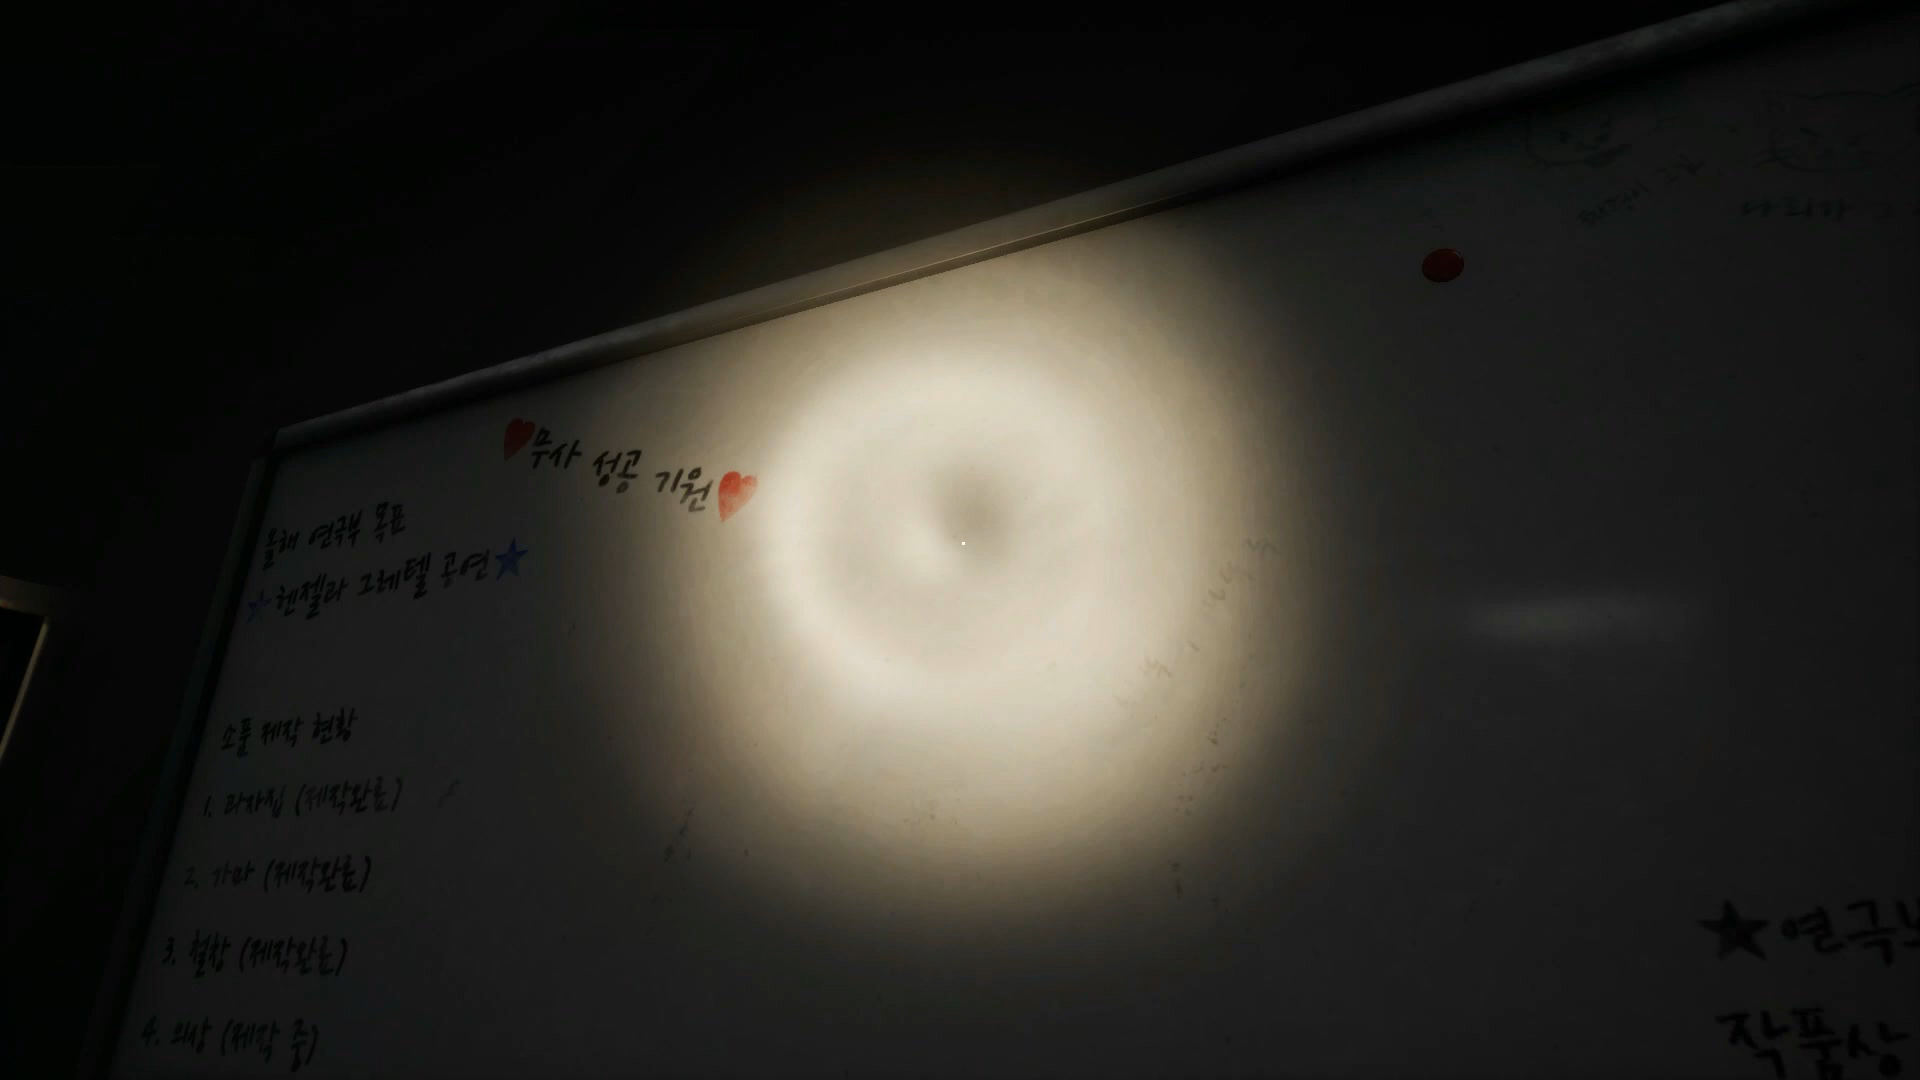 ♥무사 성공 기원♥
올해 연극부 목표
★헨젤과 그레텔 공연★
소품 제작 현황
1. 과자집 (제작완료)
2. 가마 (제작완료)
3. 철창 (제작완료)
4. 의상 (제작 중)
★연극부
작품상